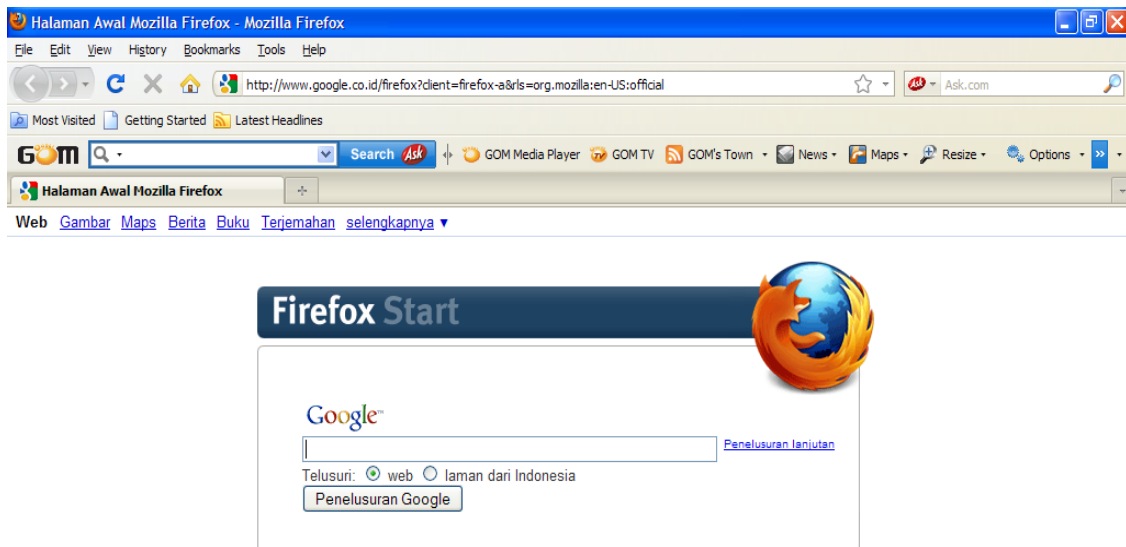 Halaman Awal Mozilla Firefox - Mozilla Firefox
File Edit View History Bookmarks Tools Help
http://www.google.co.id/firefox?client=firefox-a&rls=org.mozilla:en-US:official Ask Ask.com
Most Visited Getting Started Latest Headlines
GOM Search Ask GOM Media Player GOM TV GOM's Town News Maps Resize Options »
Halaman Awal Mozilla Firefox
Web Gambar Maps Berita Buku Terjemahan selengkapnya ▼
Firefox Start
Google™
Penelusuran lanjutan
Telusuri: web laman dari Indonesia
Penelusuran Google